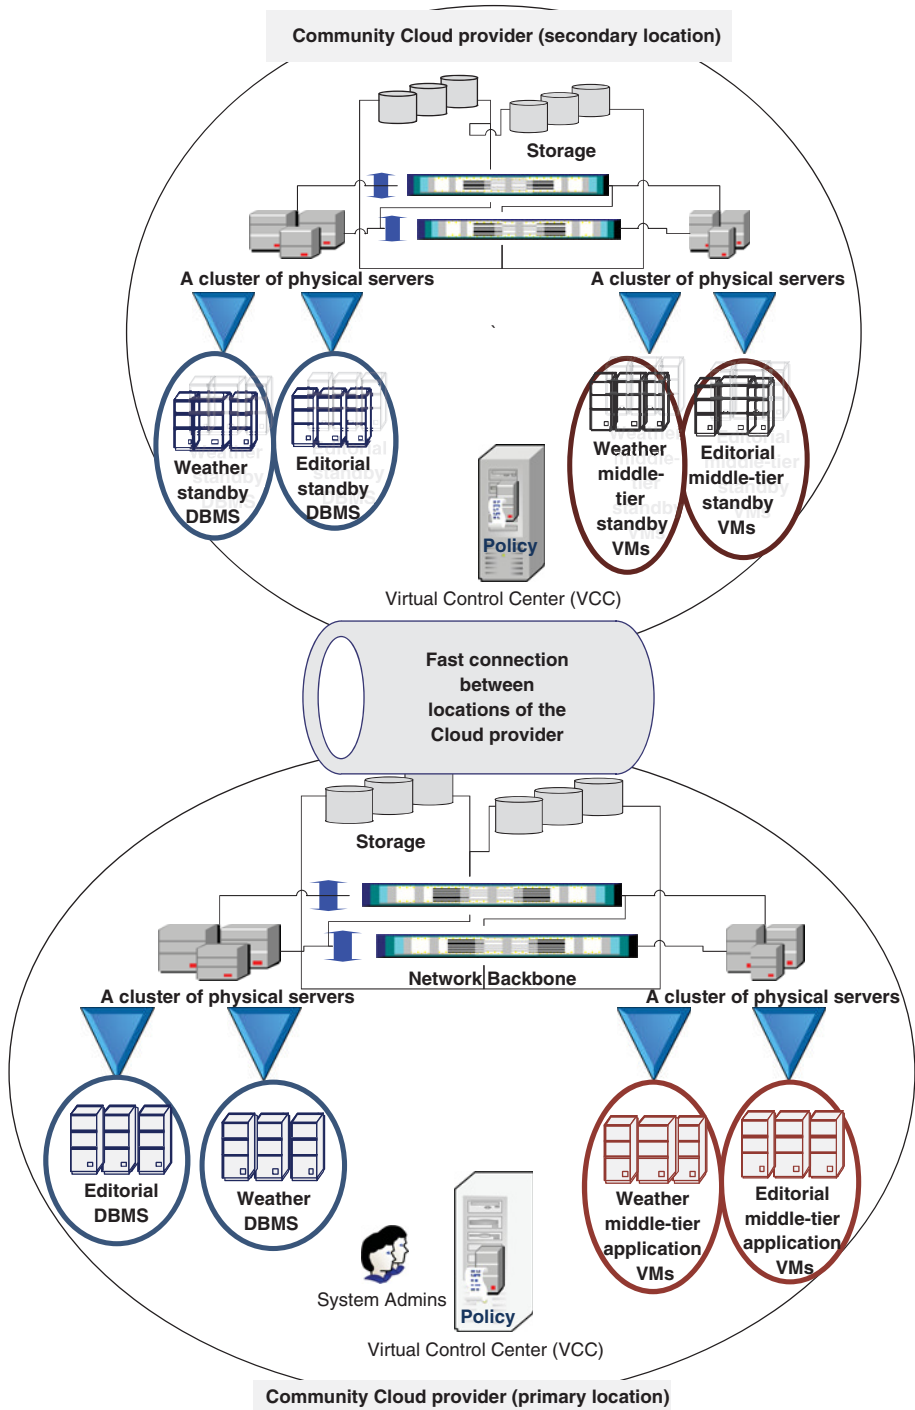 Community Cloud provider (secondary location)
Storage
A cluster of physical servers
A cluster of physical servers
Weather
standby
DBMS
Editorial
standby
DBMS
Weather
middle-
tier
standby
VMs
Editorial
middle-tier
standby
VMs
Policy
Virtual Control Center (VCC)
Fast connection
between
locations of the
Cloud provider
Storage
Network Backbone
A cluster of physical servers
A cluster of physical servers
Editorial
DBMS
Weather
DBMS
Weather
middle-tier
application
VMs
Editorial
middle-tier
application
VMs
System Admins
Policy
Virtual Control Center (VCC)
Community Cloud provider (primary location)